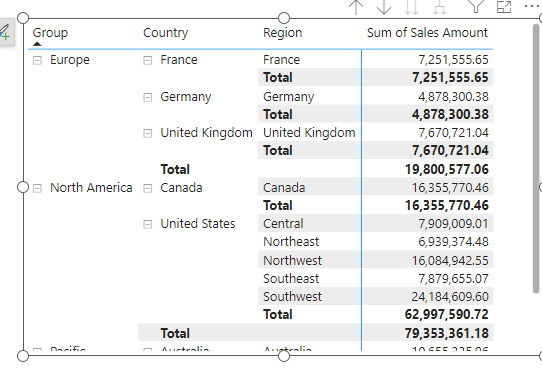 Group Country Region Sum of Sales Amount
Europe France France 7,251,555.65
Total 7,251,555.65
Germany Germany 4,878,300.38
Total 4,878,300.38
United Kingdom United Kingdom 7,670,721.04
Total 7,670,721.04
Total 19,800,577.06
North America Canada Canada 16,355,770.46
Total 16,355,770.46
United States Central 7,909,009.01
Northeast 6,939,374.48
Northwest 16,084,942.55
Southeast 7,879,655.07
Southwest 24,184,609.60
Total 62,997,590.72
Total 79,353,361.18
Pacific Australia Australia